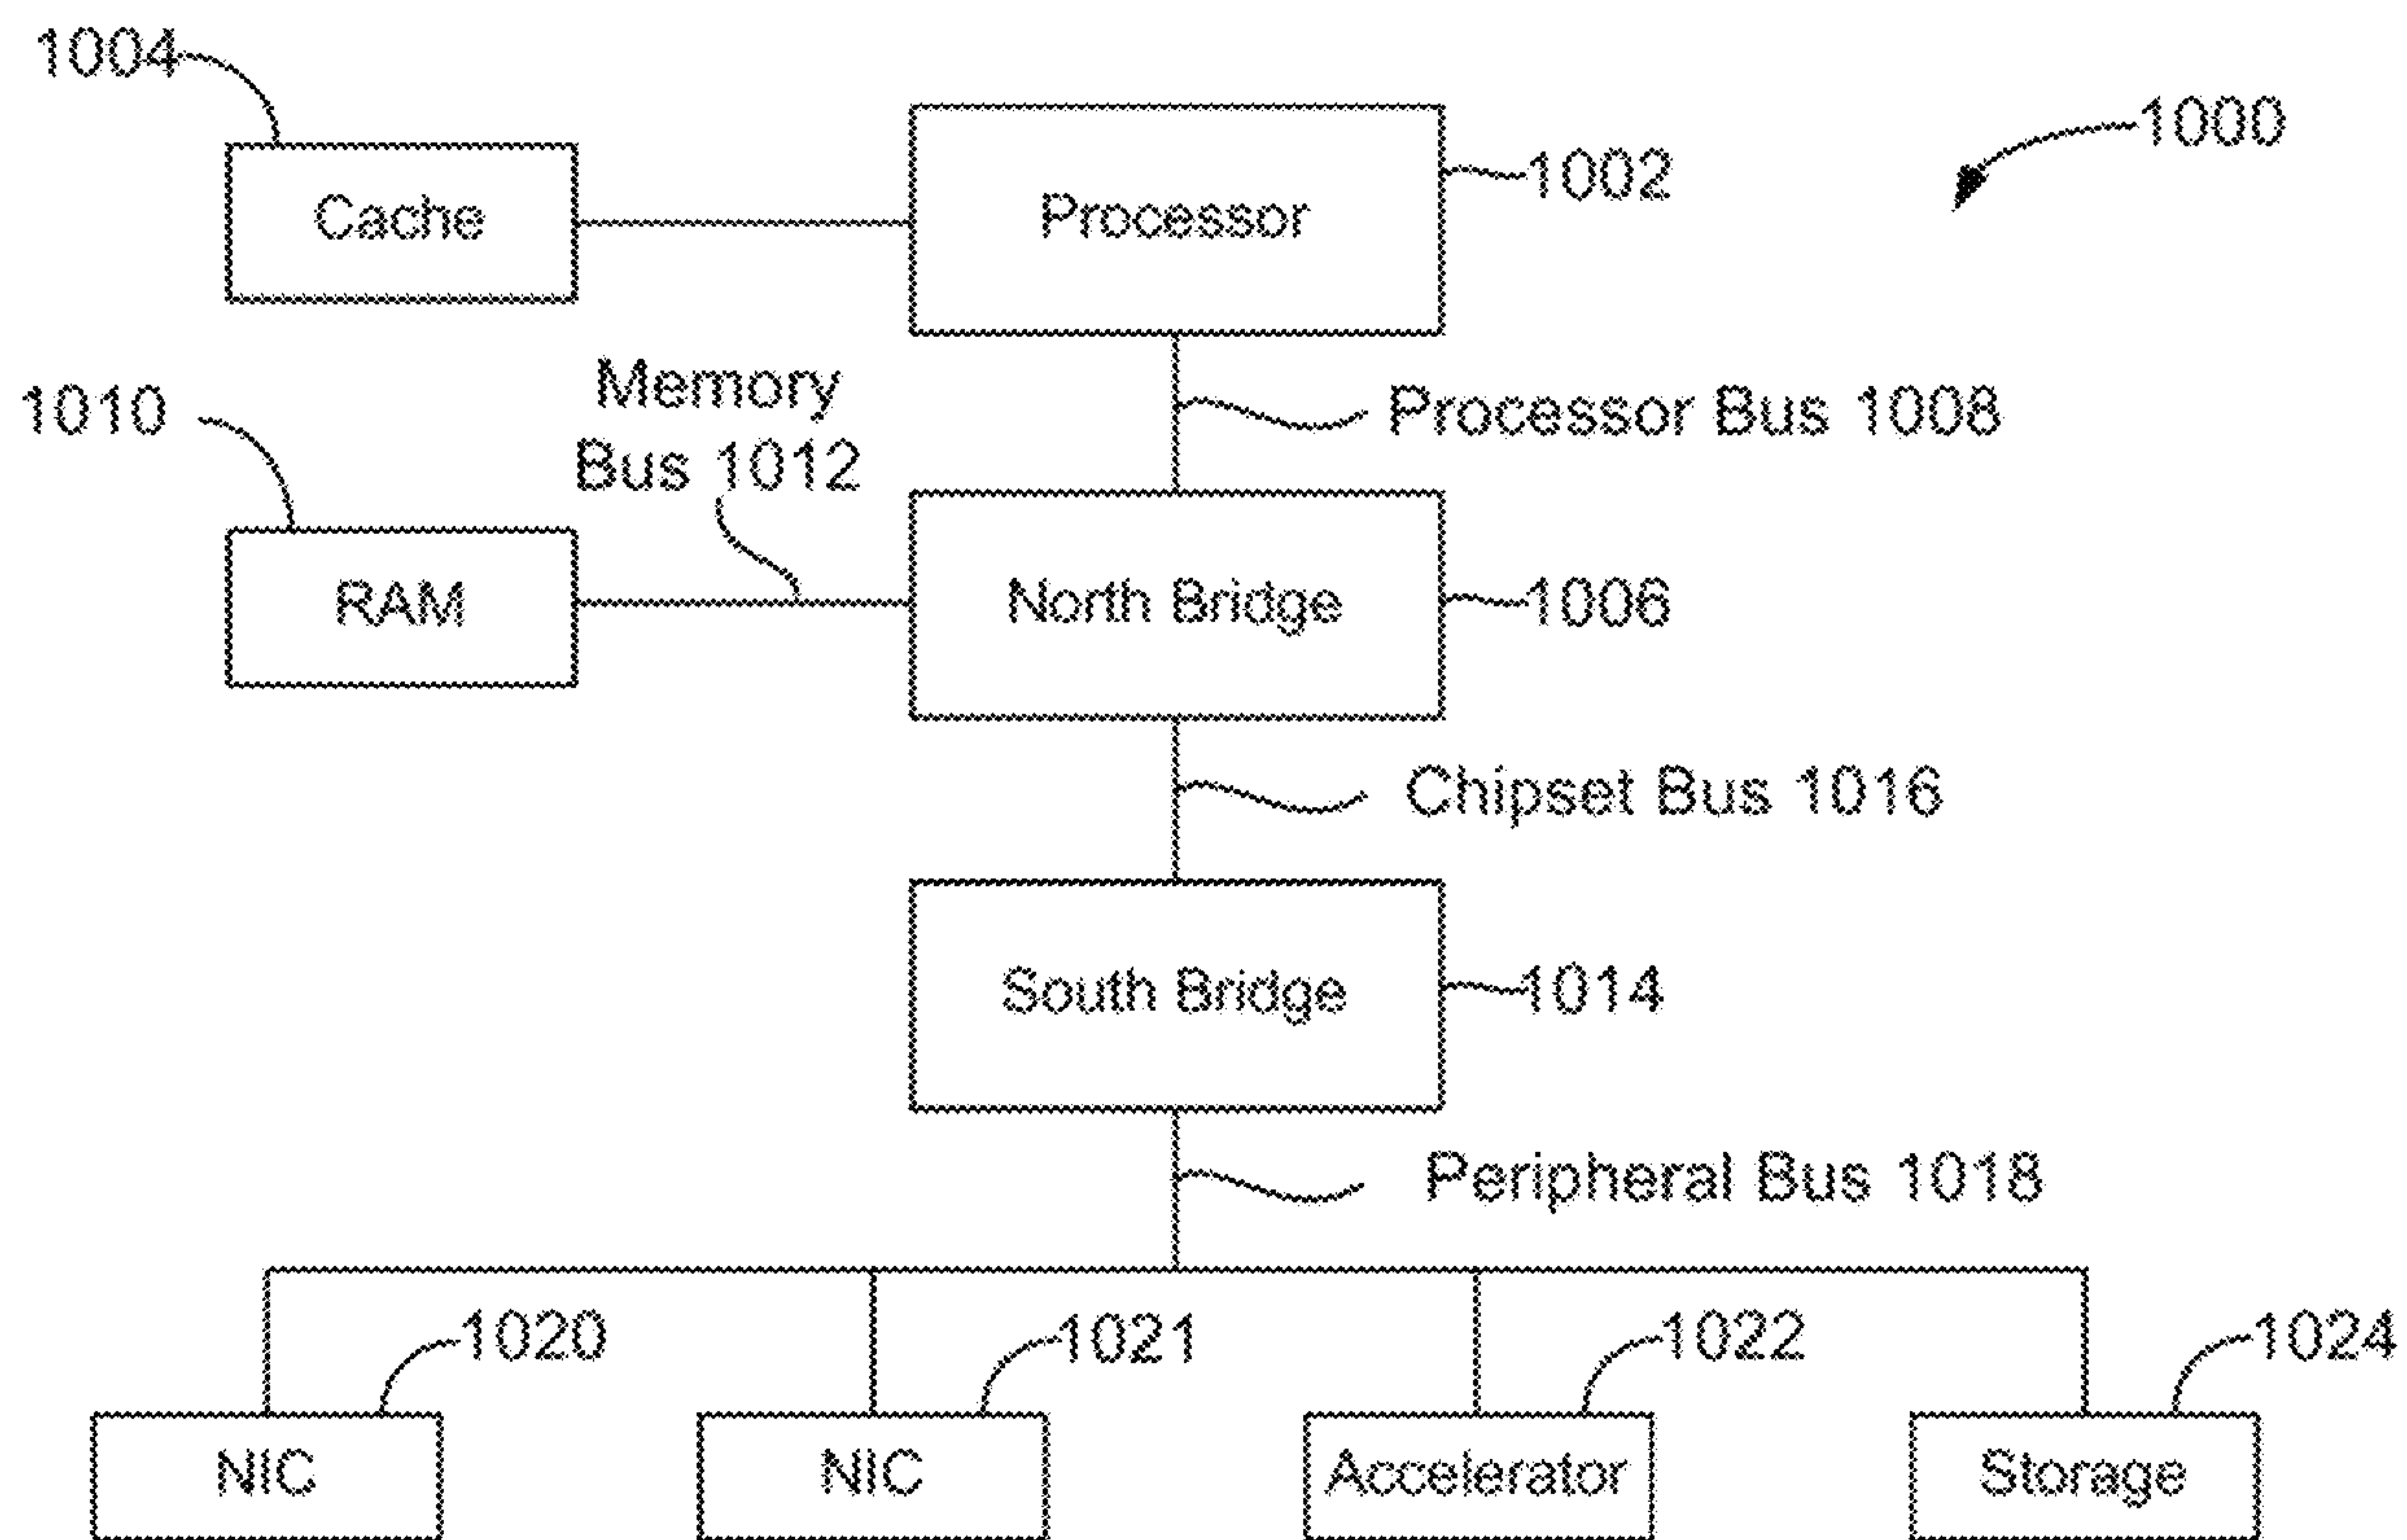 1004
1000
Cache
Processor
1002
1010
Memory
Bus 1012
Processor Bus 1008
RAM
North Bridge
1006
Chipset Bus 1016
South Bridge
1014
Peripheral Bus 1018
1020
1021
1022
1024
NIC
NIC
Accelerator
Storage